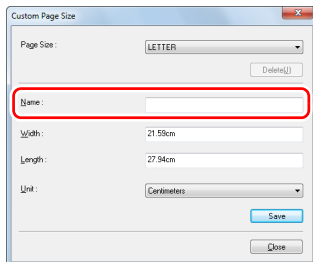 Custom Page Size
Page Size : LETTER
Delete(J)
Name :
Width : 21.59cm
Length : 27.94cm
Unit : Centimeters
Save
Close